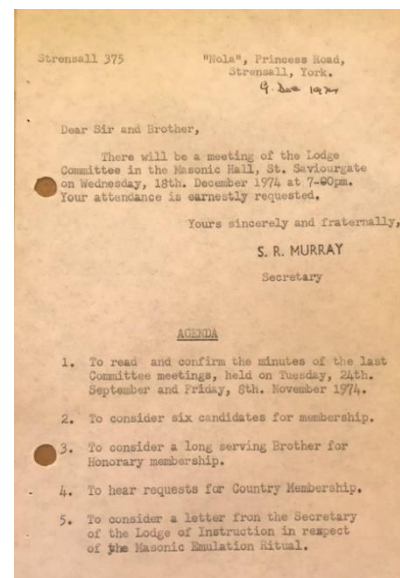 Strensall 375
"Nola", Princess Road,
Strensall, York.
9. Dec 1974
Dear Sir and Brother,
There will be a meeting of the Lodge
Committee in the Masonic Hall, St. Saviourgate
on Wednesday, 18th. December 1974 at 7-00pm.
Your attendance is earnestly requested.
Yours sincerely and fraternally,
S. R. MURRAY
Secretary
AGENDA
1. To read and confirm the minutes of the last
Committee meetings, held on Tuesday, 24th.
September and Friday, 8th. November 1974.
2. To consider six candidates for membership.
3. To consider a long serving Brother for
Honorary membership.
4. To hear requests for Country Membership.
5. To consider a letter fron the Secretary
of the Lodge of Instruction in respect
of the Masonic Emulation Ritual.